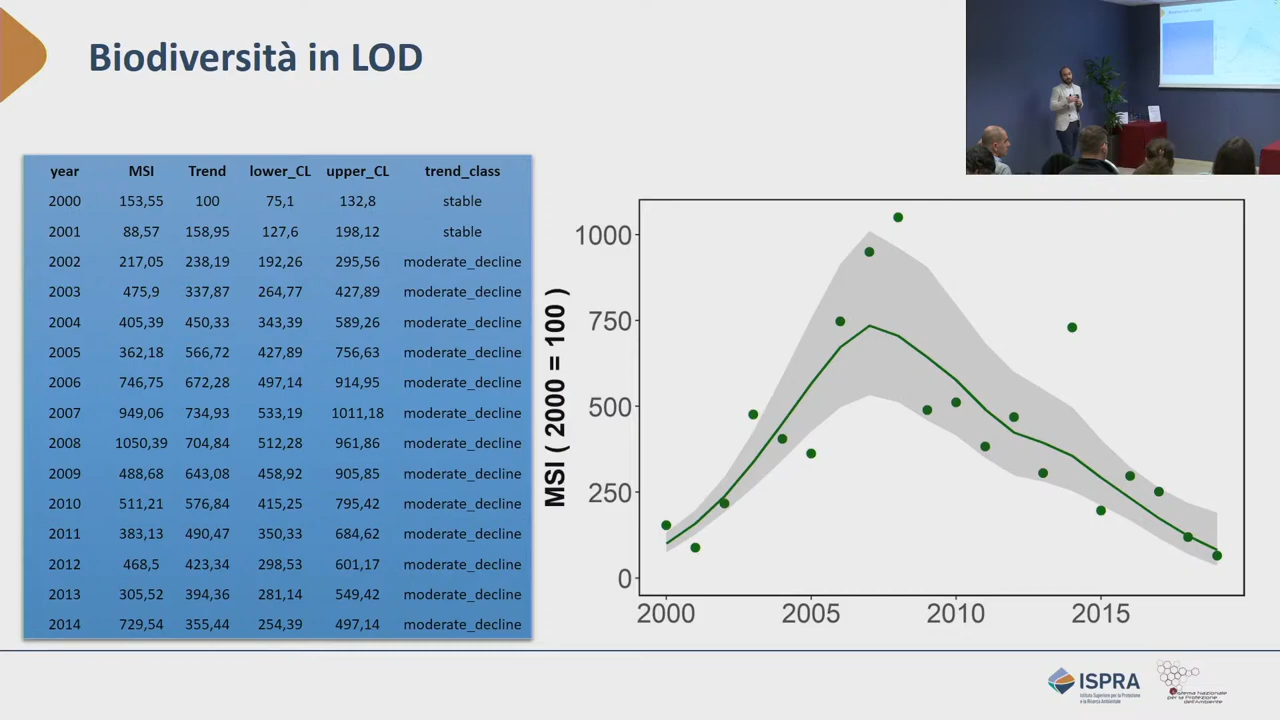 Biodiversità in LOD
year MSI Trend lower_CL upper_CL trend_class
2000 153,55 100 75,1 132,8 stable
2001 88,57 158,95 127,6 198,12 stable
2002 217,05 238,19 192,26 295,56 moderate_decline
2003 475,9 337,87 264,77 427,89 moderate_decline
2004 405,39 450,33 343,39 589,26 moderate_decline
2005 362,18 566,72 427,89 756,63 moderate_decline
2006 746,75 672,28 497,14 914,95 moderate_decline
2007 949,06 734,93 533,19 1011,18 moderate_decline
2008 1050,39 704,84 512,28 961,86 moderate_decline
2009 488,68 643,08 458,92 905,85 moderate_decline
2010 511,21 576,84 415,25 795,42 moderate_decline
2011 383,13 490,47 350,33 684,62 moderate_decline
2012 468,5 423,34 298,53 601,17 moderate_decline
2013 305,52 394,36 281,14 549,42 moderate_decline
2014 729,54 355,44 254,39 497,14 moderate_decline
MSI ( 2000 = 100 )
1000
750
500
250
0
2000 2005 2010 2015
ISPRA
Istituto Superiore per la Protezione
e la Ricerca Ambientale
Sistema Nazionale
per la Protezione
dell'Ambiente